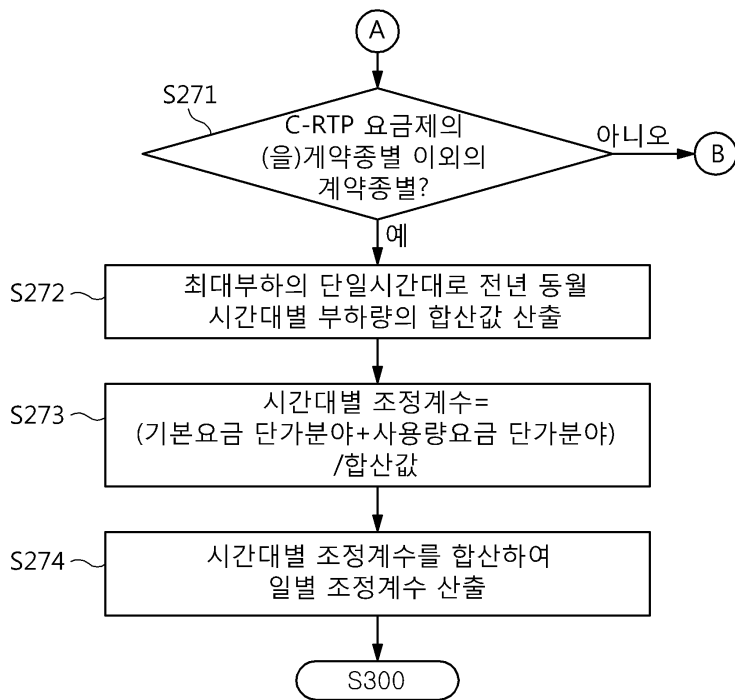 A
S271
C-RTP 요금제의
(을)계약종별 이외의
계약종별?
아니오
B
예
S272
최대부하의 단일시간대로 전년 동월
시간대별 부하량의 합산값 산출
S273
시간대별 조정계수=
(기본요금 단가분야+사용량요금 단가분야)
/합산값
S274
시간대별 조정계수를 합산하여
일별 조정계수 산출
S300